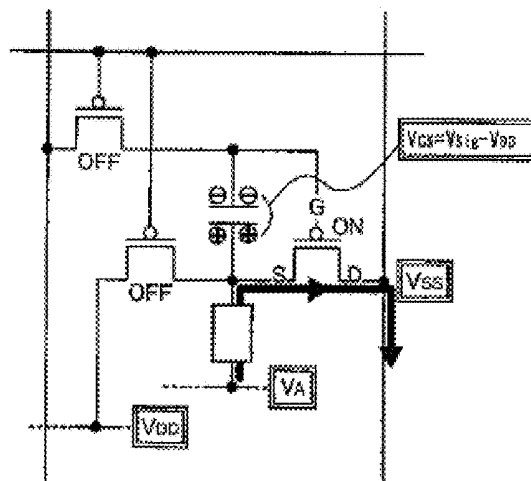 OFF
VGS=VSig-VDD
⊖ ⊖
G
⊕ ⊕
ON
OFF
S
D
VSS
VA
VDD